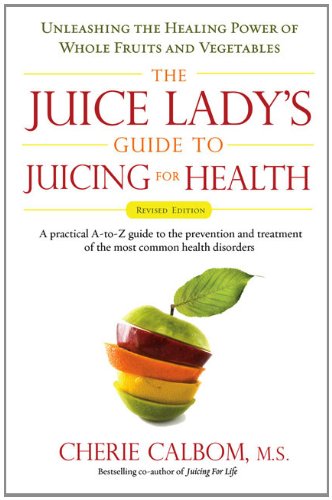 UNLEASHING THE HEALING POWER OF
WHOLE FRUITS AND VEGETABLES
THE
JUICE LADY'S
GUIDE TO
JUICING FOR HEALTH
REVISED EDITION
A practical A-to-Z guide to the prevention and treatment
of the most common health disorders
CHERIE CALBOM, M.S.
Bestselling co-author of Juicing For Life